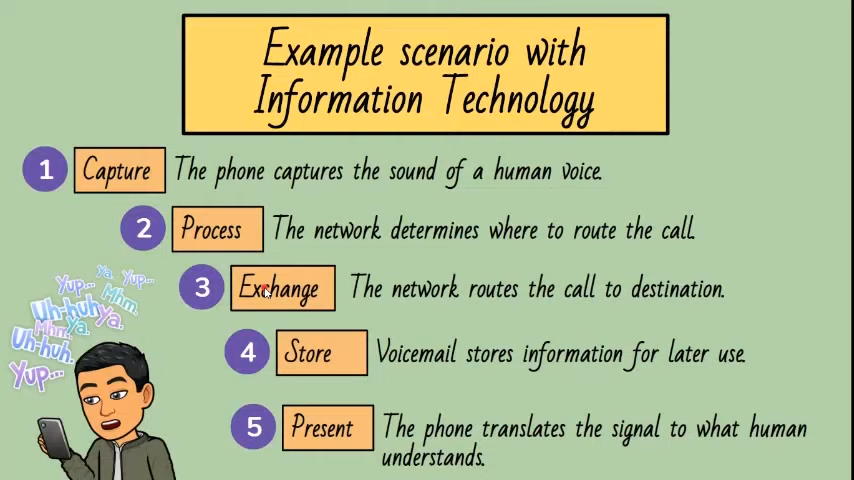 Example scenario with
Information Technology
1 Capture The phone captures the sound of a human voice.
2 Process The network determines where to route the call.
3 Exchange The network routes the call to destination.
4 Store Voicemail stores information for later use.
5 Present The phone translates the signal to what human
understands.
Ya. Yup...
Yup... Mhm.
Uh-huh Ya.
Mhm. Ya.
Uh-huh.
Yup...